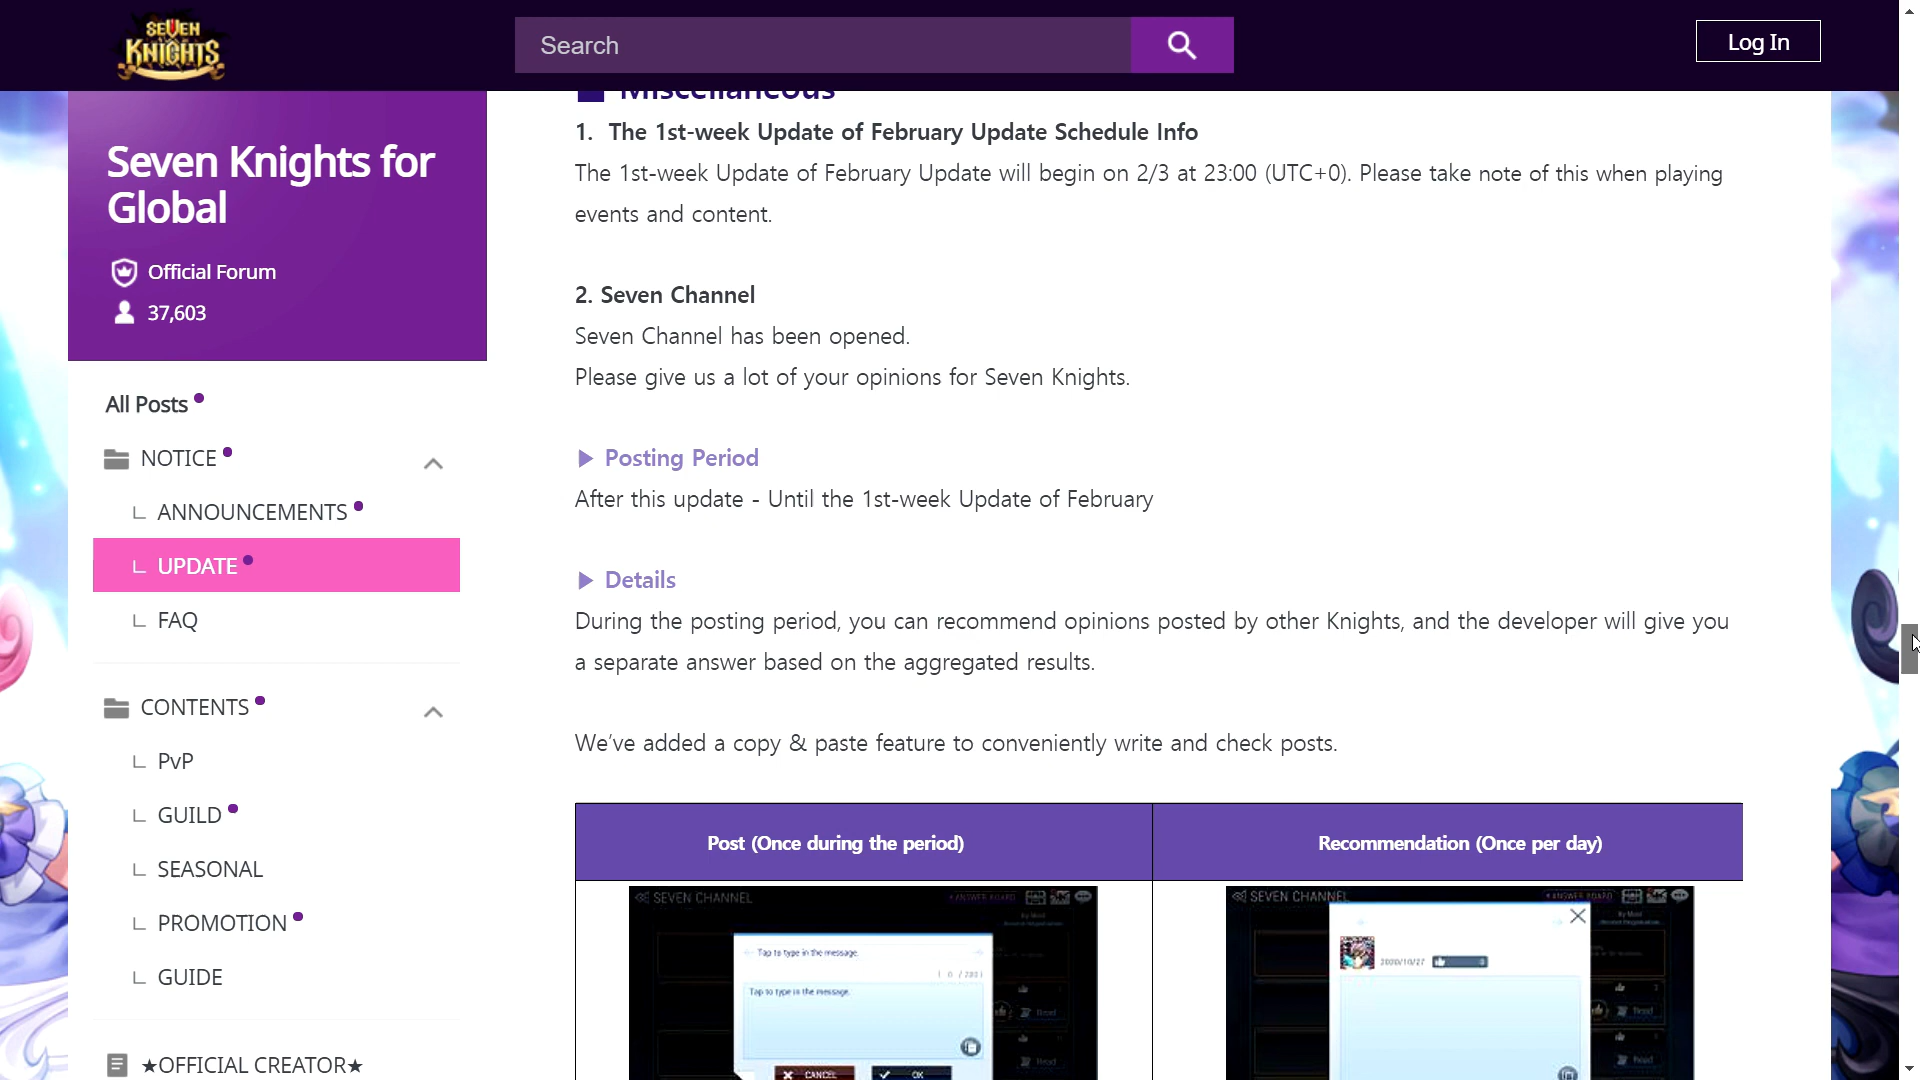 SEVEN
KNIGHTS
Search
Log In
Seven Knights for
Global
Official Forum
37,603
All Posts
NOTICE
ANNOUNCEMENTS
UPDATE
FAQ
CONTENTS
PvP
GUILD
SEASONAL
PROMOTION
GUIDE
★OFFICIAL CREATOR★
Miscellaneous
1. The 1st-week Update of February Update Schedule Info
The 1st-week Update of February Update will begin on 2/3 at 23:00 (UTC+0). Please take note of this when playing
events and content.
2. Seven Channel
Seven Channel has been opened.
Please give us a lot of your opinions for Seven Knights.
▶ Posting Period
After this update - Until the 1st-week Update of February
▶ Details
During the posting period, you can recommend opinions posted by other Knights, and the developer will give you
a separate answer based on the aggregated results.
We've added a copy & paste feature to conveniently write and check posts.
Post (Once during the period)
Recommendation (Once per day)
SEVEN CHANNEL
Tap to type in the message.
Tap to type in the message.
Read
Read
CANCEL
OK
SEVEN CHANNEL
2020/10/27
Read
Read